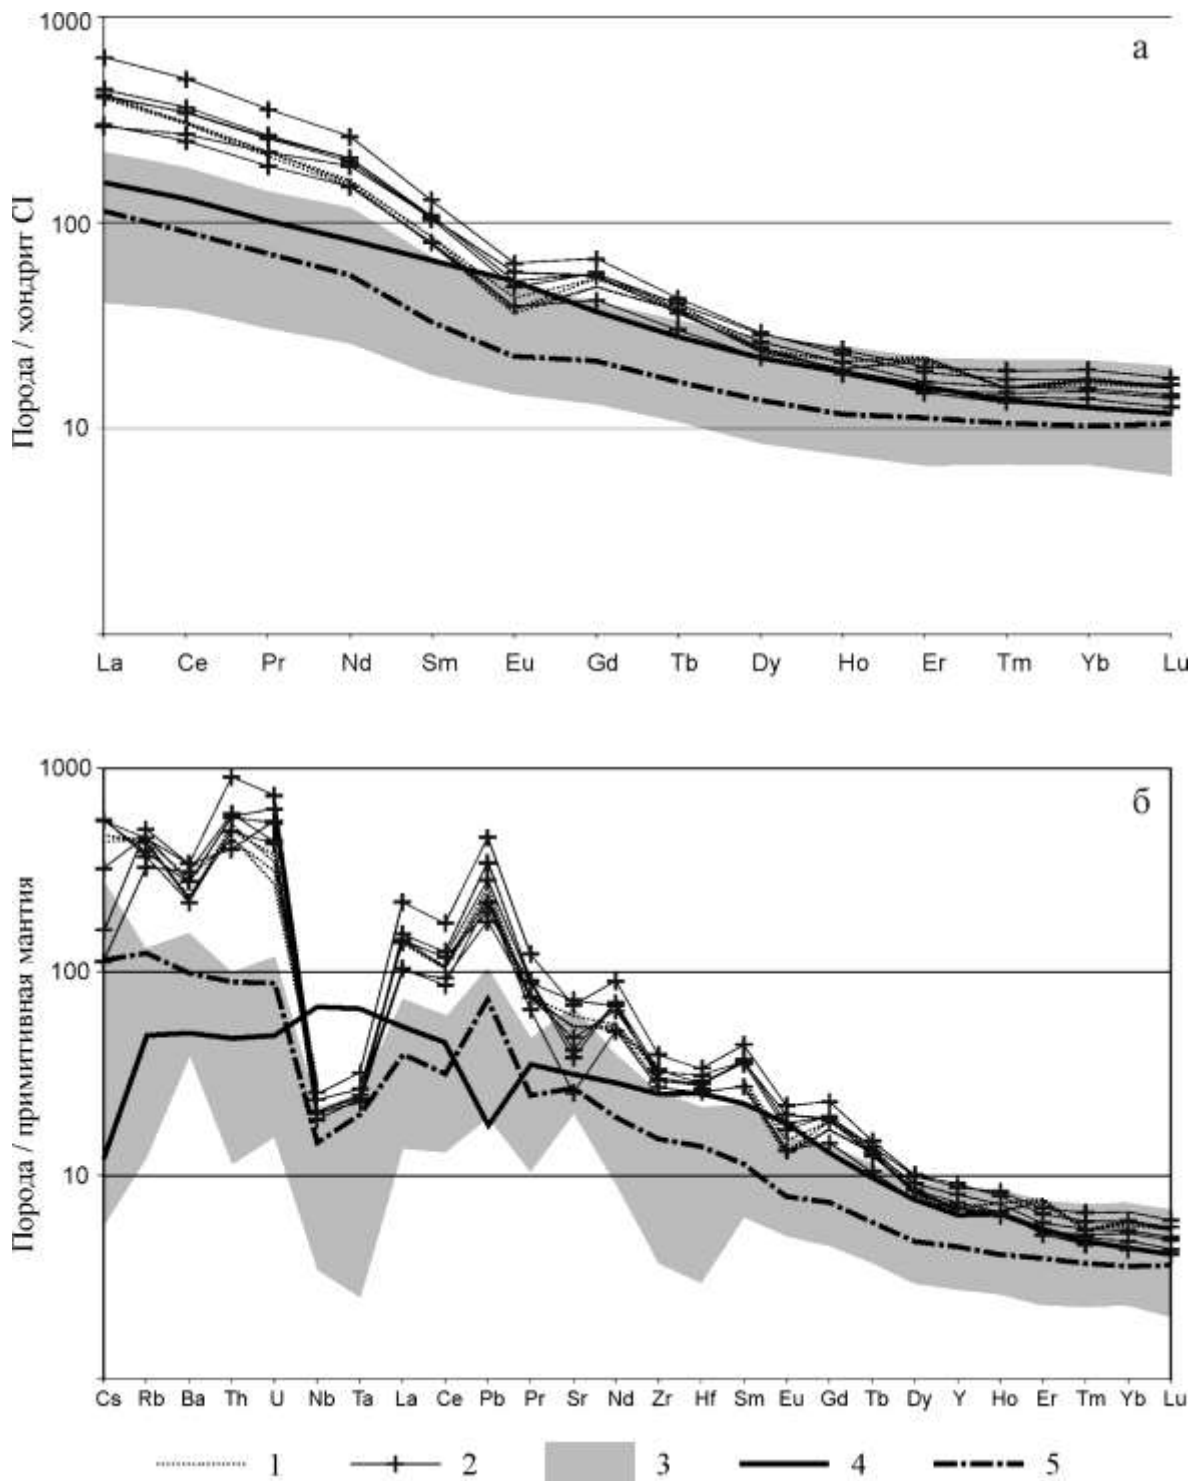 1000
а
100
10
Порода / хондрит CI
La Ce Pr Nd Sm Eu Gd Tb Dy Ho Er Tm Yb Lu
1000
б
100
10
Порода / примитивная мантия
Cs Rb Ba Th U Nb Ta La Ce Pb Pr Sr Nd Zr Hf Sm Eu Gd Tb Dy Y Ho Er Tm Yb Lu
1 2 3 4 5